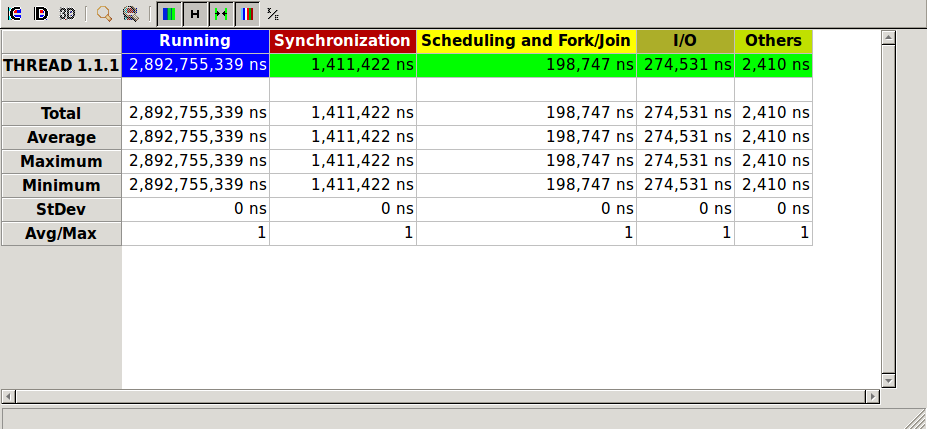 3D
H
Running Synchronization Scheduling and Fork/Join I/O Others
THREAD 1.1.1 2,892,755,339 ns 1,411,422 ns 198,747 ns 274,531 ns 2,410 ns
Total 2,892,755,339 ns 1,411,422 ns 198,747 ns 274,531 ns 2,410 ns
Average 2,892,755,339 ns 1,411,422 ns 198,747 ns 274,531 ns 2,410 ns
Maximum 2,892,755,339 ns 1,411,422 ns 198,747 ns 274,531 ns 2,410 ns
Minimum 2,892,755,339 ns 1,411,422 ns 198,747 ns 274,531 ns 2,410 ns
StDev 0 ns 0 ns 0 ns 0 ns 0 ns
Avg/Max 1 1 1 1 1